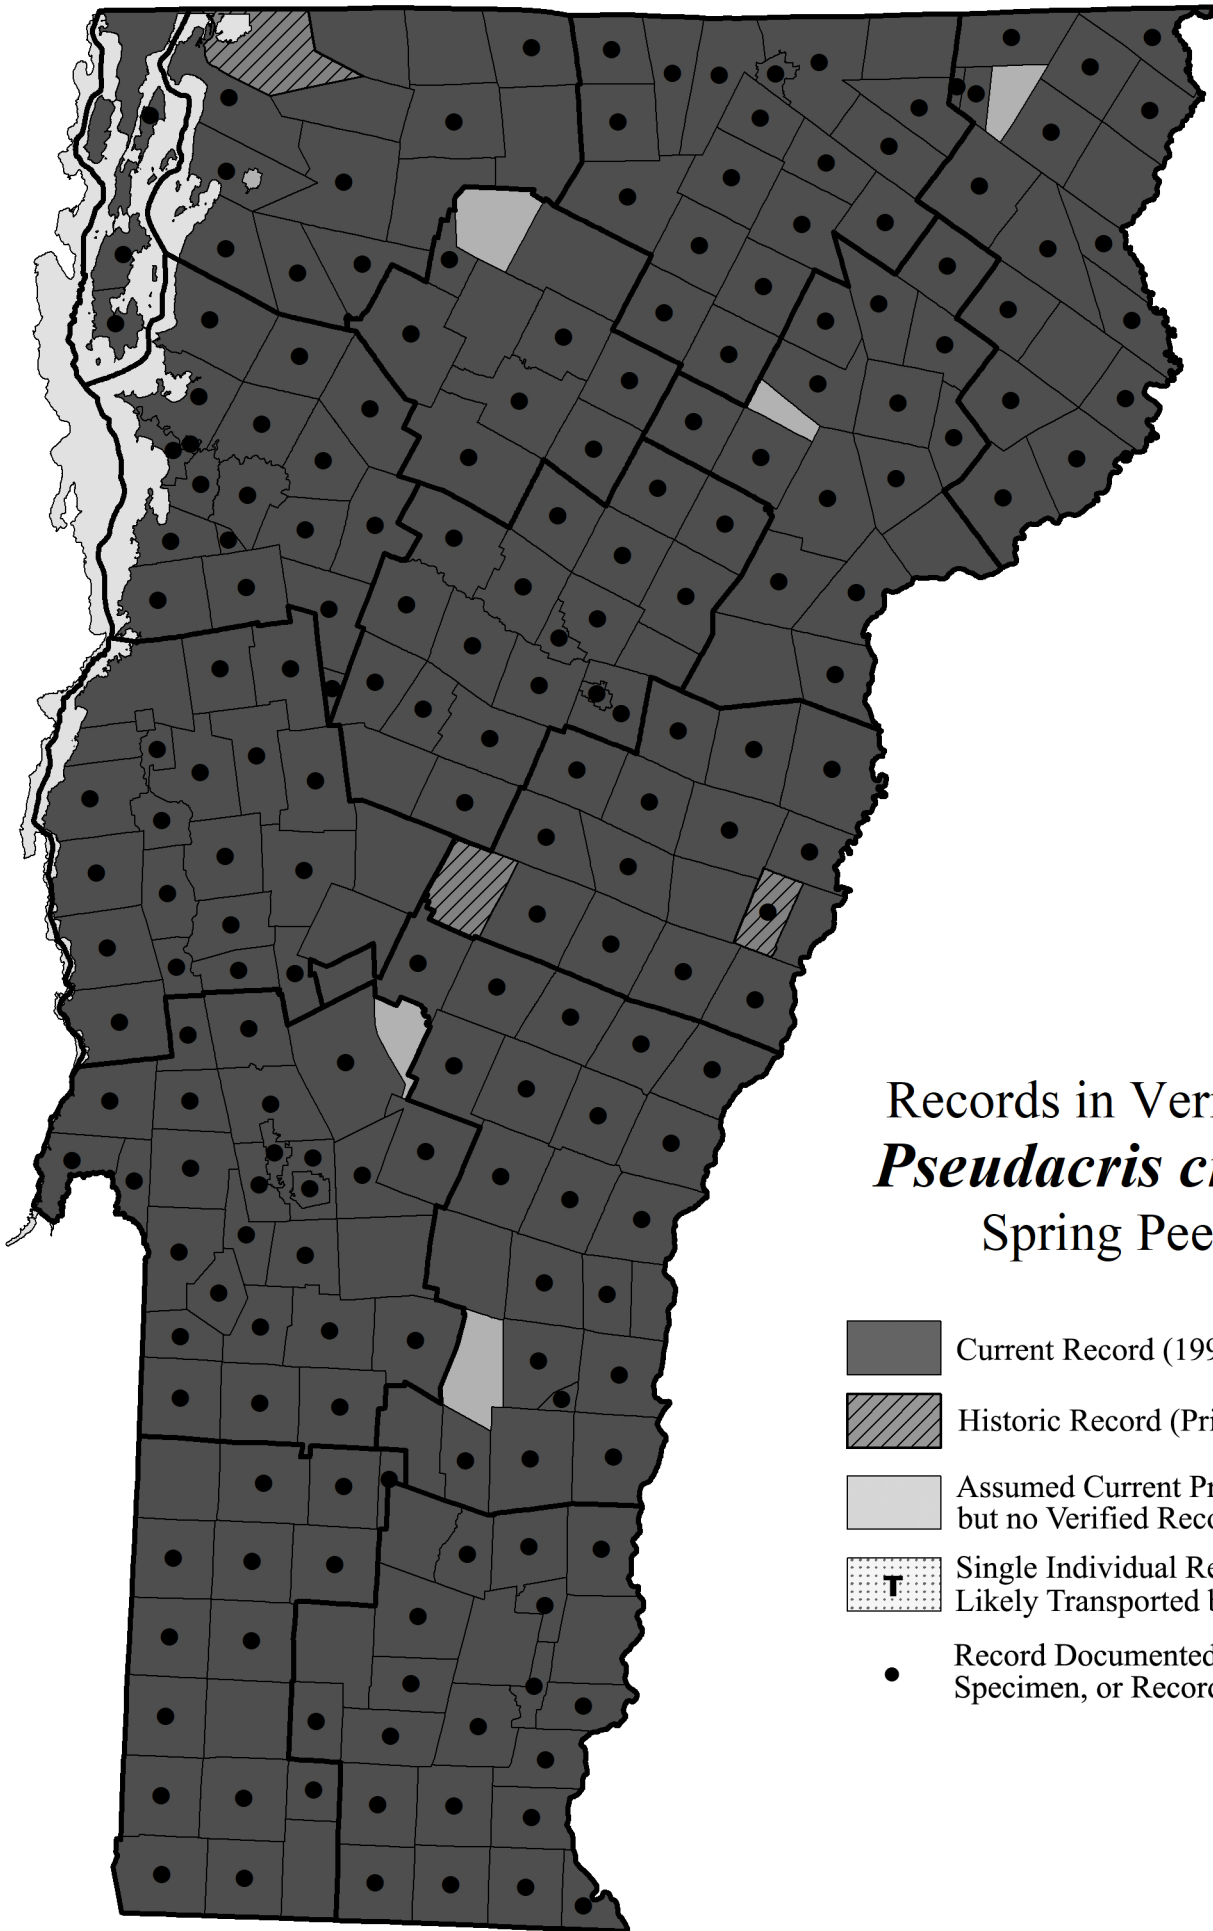 Records in Ver
Pseudacris c
Spring Pee
Current Record (199
Historic Record (Pri
Assumed Current Pr
but no Verified Reco
T
Single Individual Re
Likely Transported b
Record Documented
Specimen, or Record